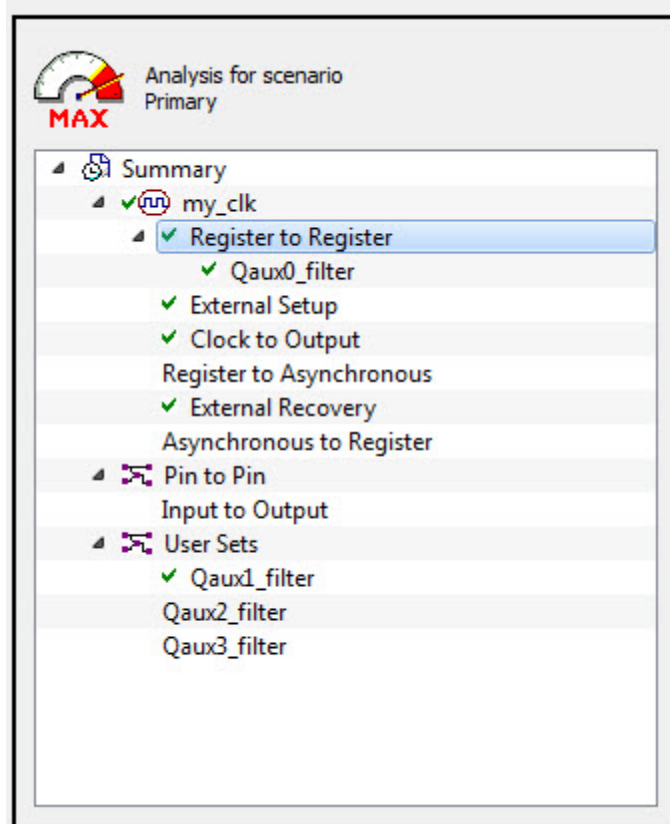 Analysis for scenario
Primary
MAX
Summary
my_clk
Register to Register
Qaux0_filter
External Setup
Clock to Output
Register to Asynchronous
External Recovery
Asynchronous to Register
Pin to Pin
Input to Output
User Sets
Qaux1_filter
Qaux2_filter
Qaux3_filter